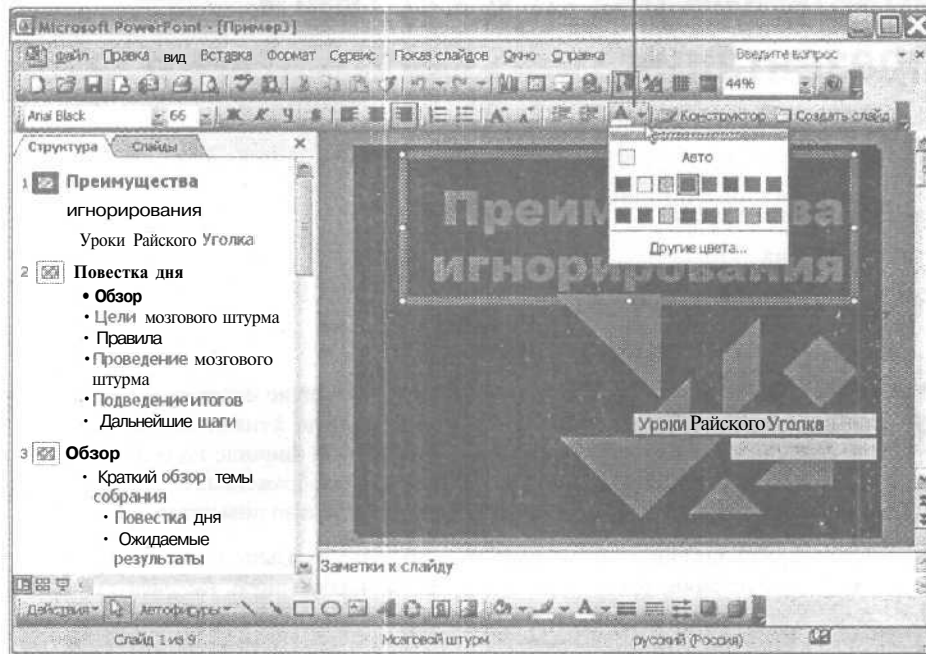 Microsoft PowerPoint - [Пример3]
Файл Правка вид Вставка Формат Сервис Показ слайдов Окно Справка Введите вопрос
44%
Arial Black 66 Ж К Ч S Конструктор Создать слайд
Структура Слайды
Авто
Другие цвета...
1 Преимущества
игнорирования
Уроки Райского Уголка
2 Повестка дня
• Обзор
• Цели мозгового штурма
• Правила
• Проведение мозгового
штурма
• Подведение итогов
• Дальнейшие шаги
3 Обзор
• Краткий обзор темы
собрания
• Повестка дня
• Ожидаемые
результаты
игнорирования
Уроки Райского Уголка
Заметки к слайду
Действия Автофигуры
Слайд 1 из 9 Мозговой штурм русский (Россия)